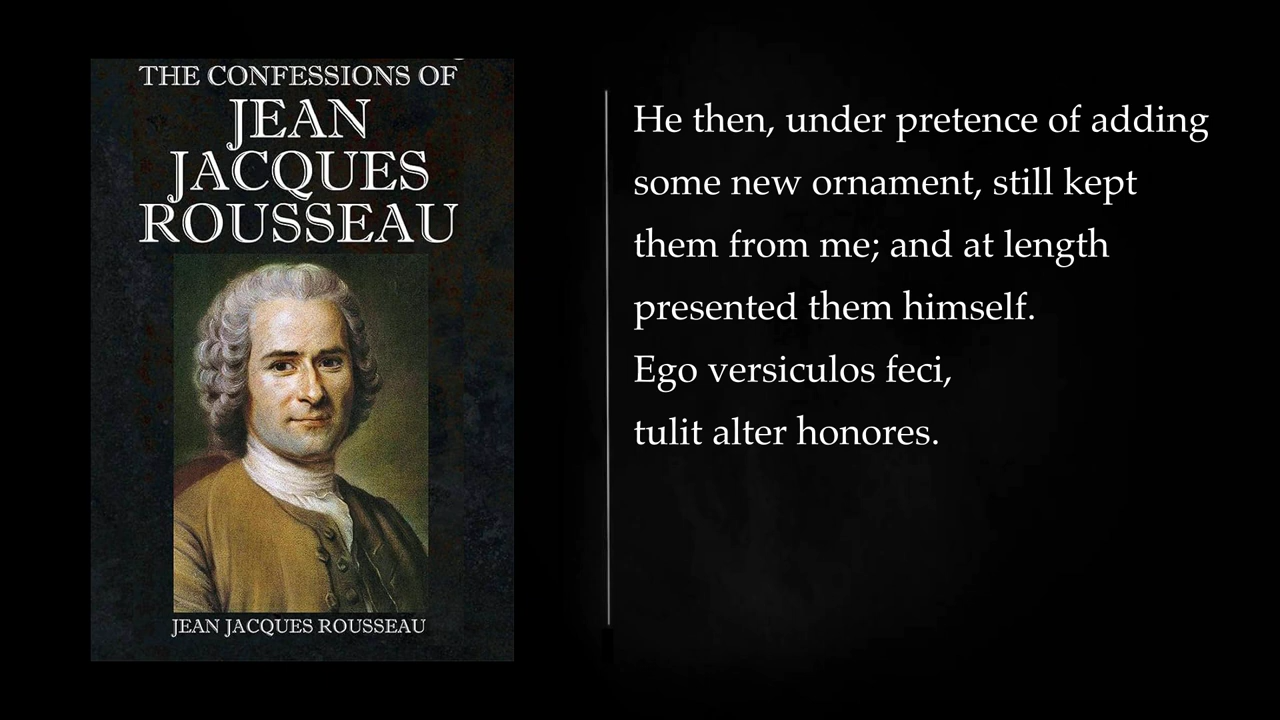 THE CONFESSIONS OF
JEAN
JACQUES
ROUSSEAU
JEAN JACQUES ROUSSEAU
He then, under pretence of adding
some new ornament, still kept
them from me; and at length
presented them himself.
Ego versiculos feci,
tulit alter honores.